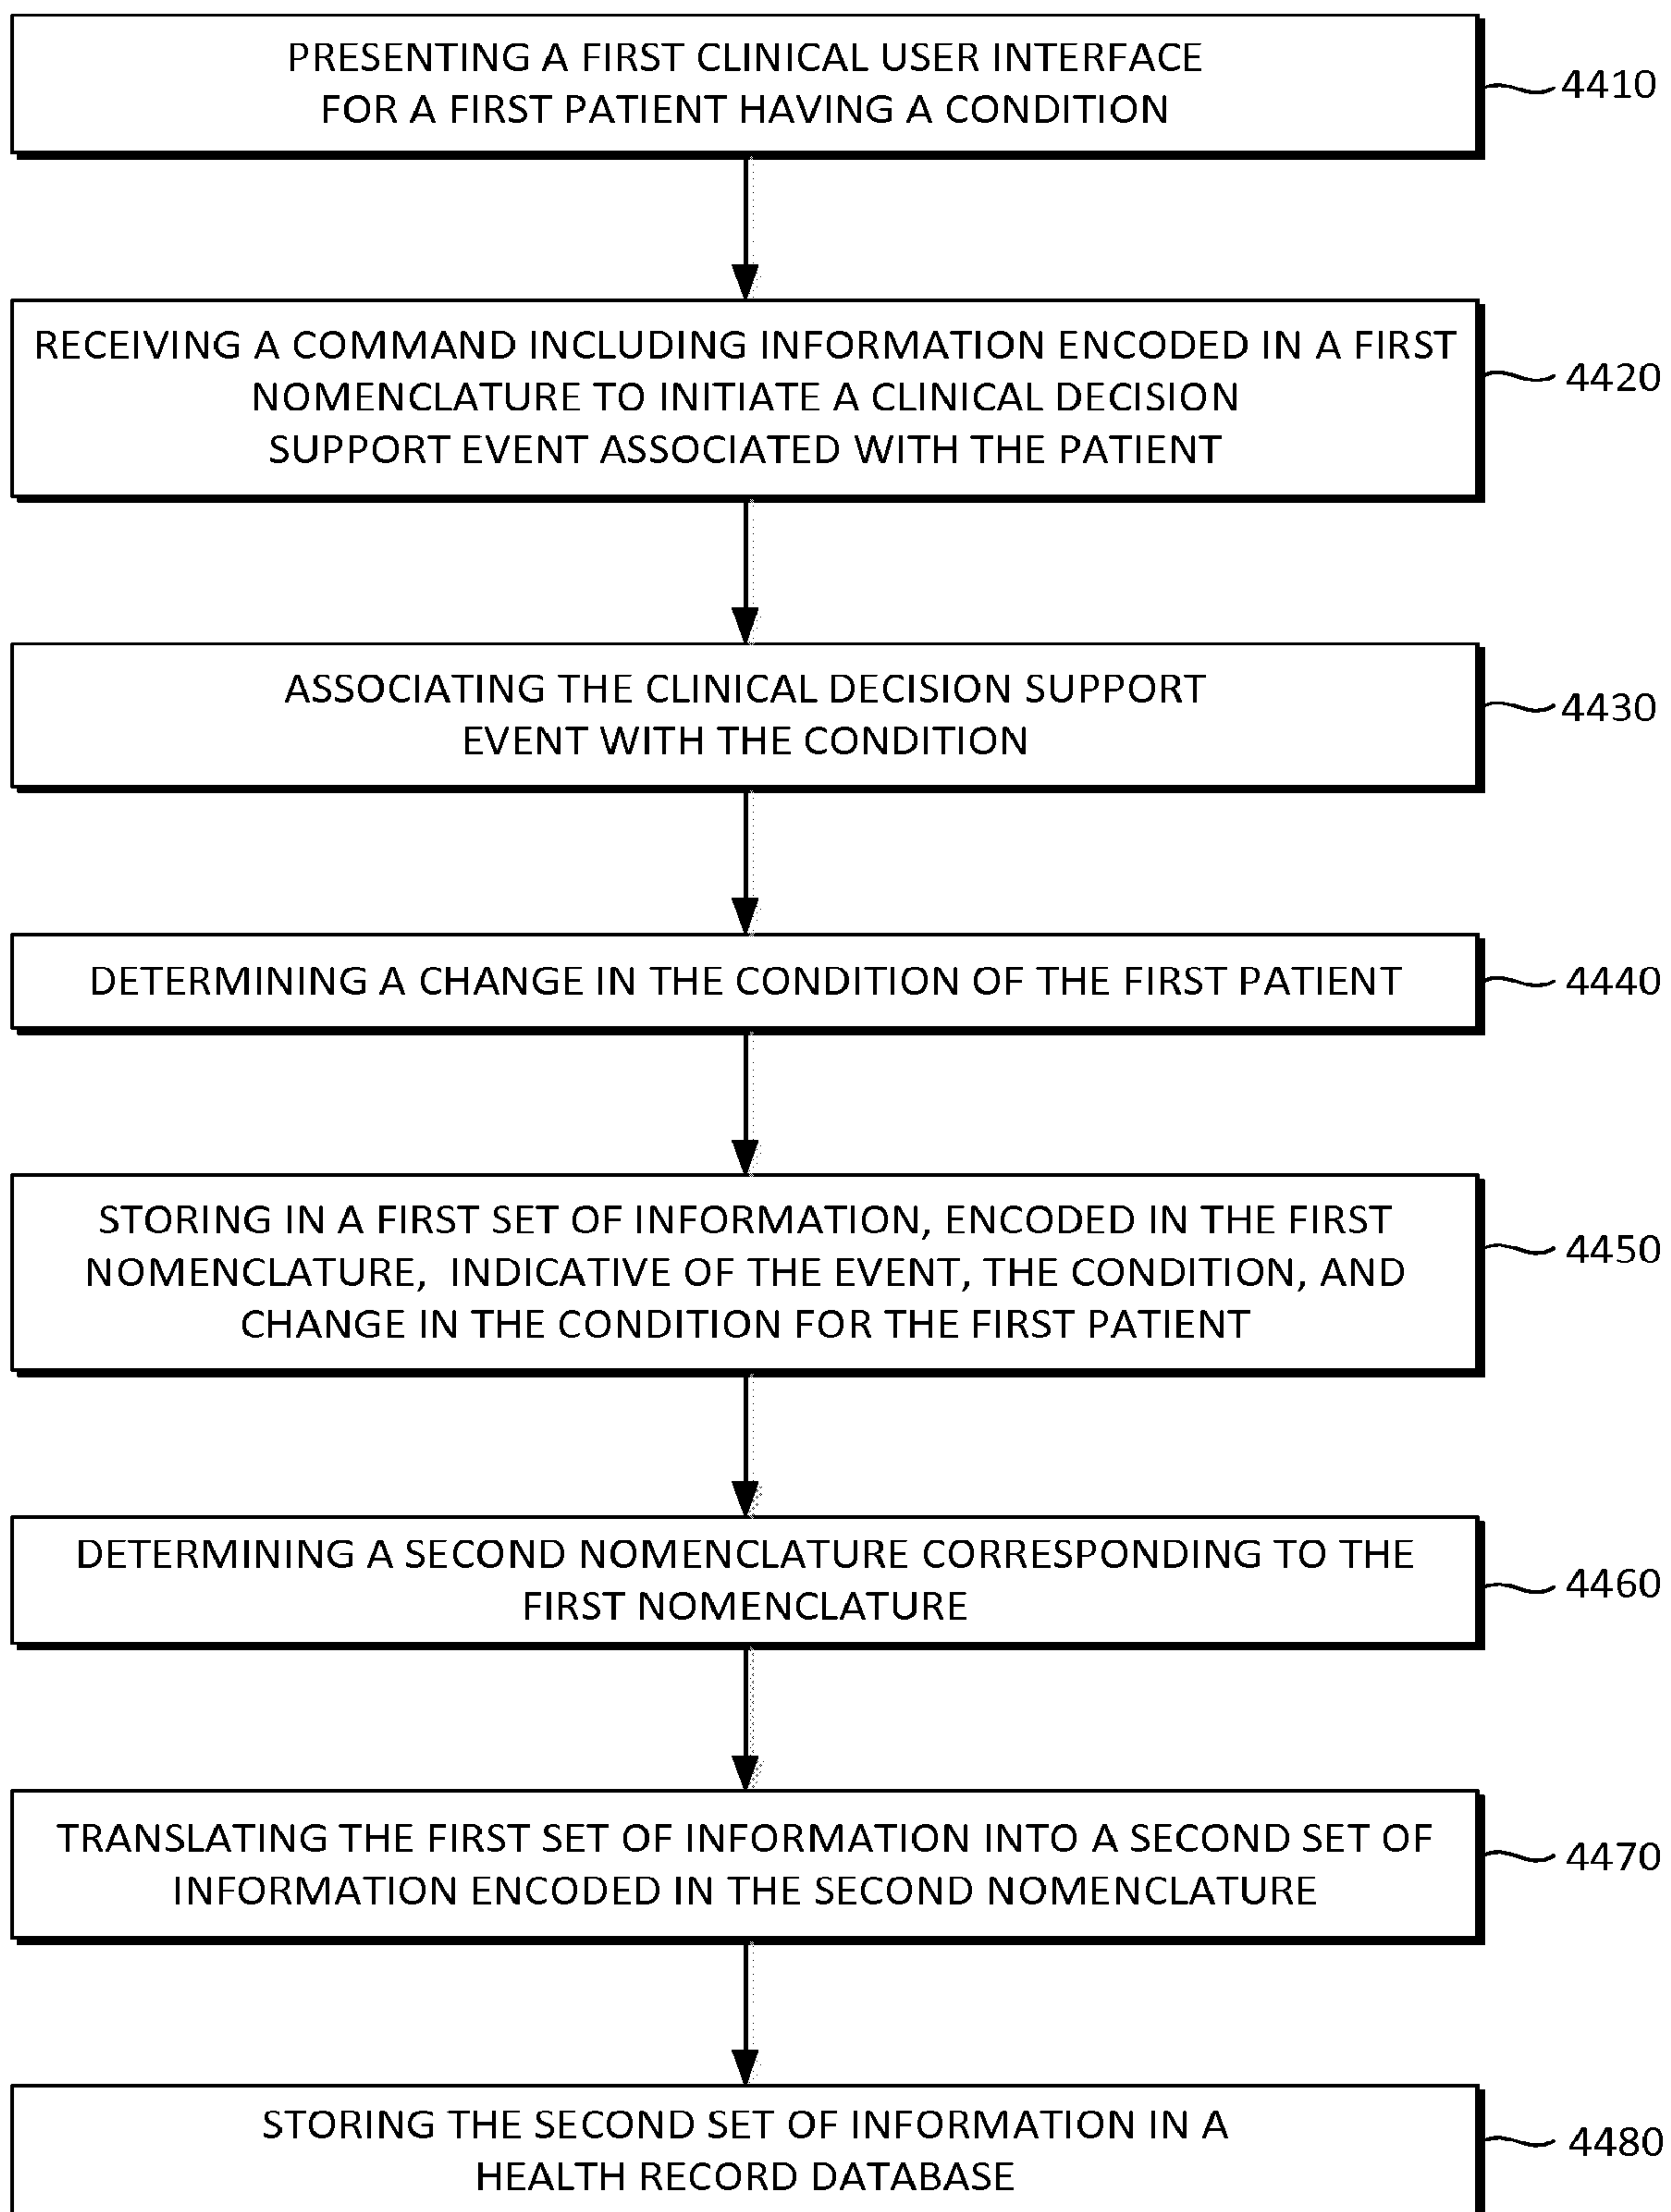 PRESENTING A FIRST CLINICAL USER INTERFACE
FOR A FIRST PATIENT HAVING A CONDITION
4410
RECEIVING A COMMAND INCLUDING INFORMATION ENCODED IN A FIRST
NOMENCLATURE TO INITIATE A CLINICAL DECISION
SUPPORT EVENT ASSOCIATED WITH THE PATIENT
4420
ASSOCIATING THE CLINICAL DECISION SUPPORT
EVENT WITH THE CONDITION
4430
DETERMINING A CHANGE IN THE CONDITION OF THE FIRST PATIENT
4440
STORING IN A FIRST SET OF INFORMATION, ENCODED IN THE FIRST
NOMENCLATURE, INDICATIVE OF THE EVENT, THE CONDITION, AND
CHANGE IN THE CONDITION FOR THE FIRST PATIENT
4450
DETERMINING A SECOND NOMENCLATURE CORRESPONDING TO THE
FIRST NOMENCLATURE
4460
TRANSLATING THE FIRST SET OF INFORMATION INTO A SECOND SET OF
INFORMATION ENCODED IN THE SECOND NOMENCLATURE
4470
STORING THE SECOND SET OF INFORMATION IN A
HEALTH RECORD DATABASE
4480